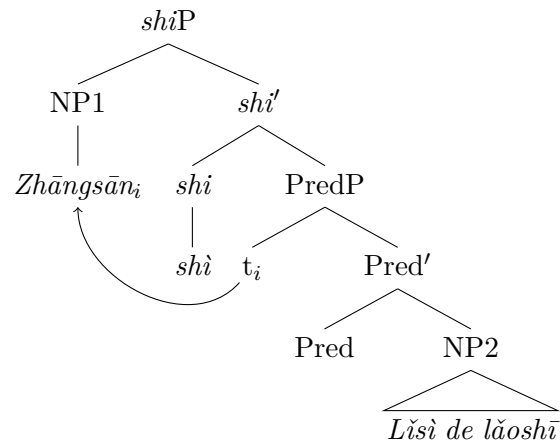 shiP
NP1 shi′
Zhāngsān_i shi PredP
shì t_i Pred′
Pred NP2
Lǐsì de lǎoshī